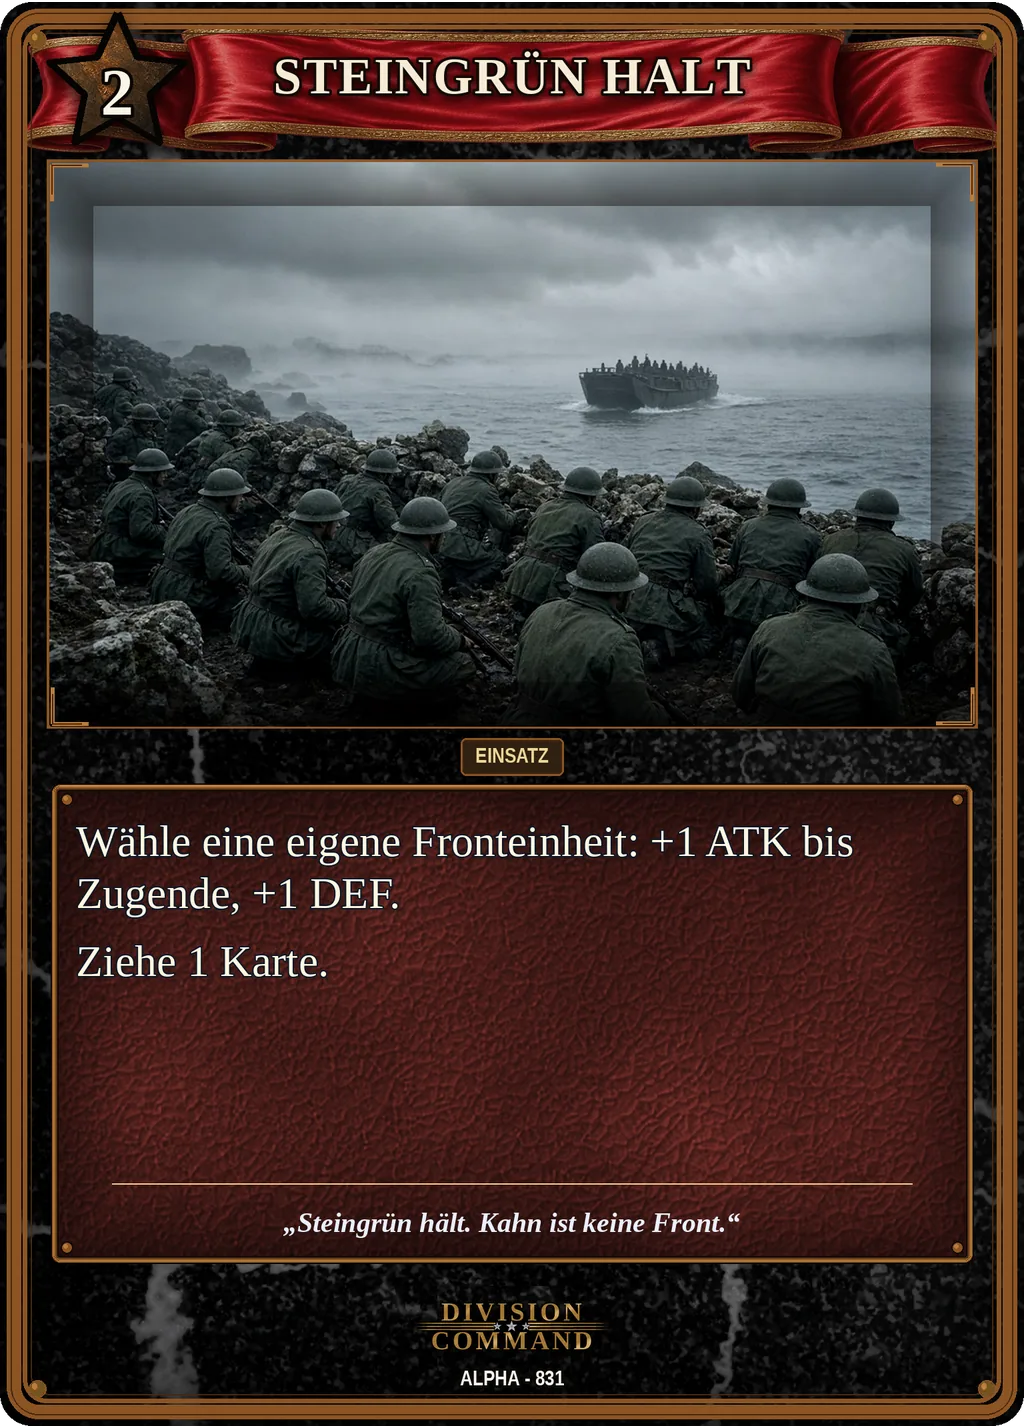 2
STEINGRÜN HALT
EINSATZ
Wähle eine eigene Fronteinheit: +1 ATK bis
Zugende, +1 DEF.
Ziehe 1 Karte.
„Steingrün hält. Kahn ist keine Front.“
DIVISION
COMMAND
ALPHA - 831